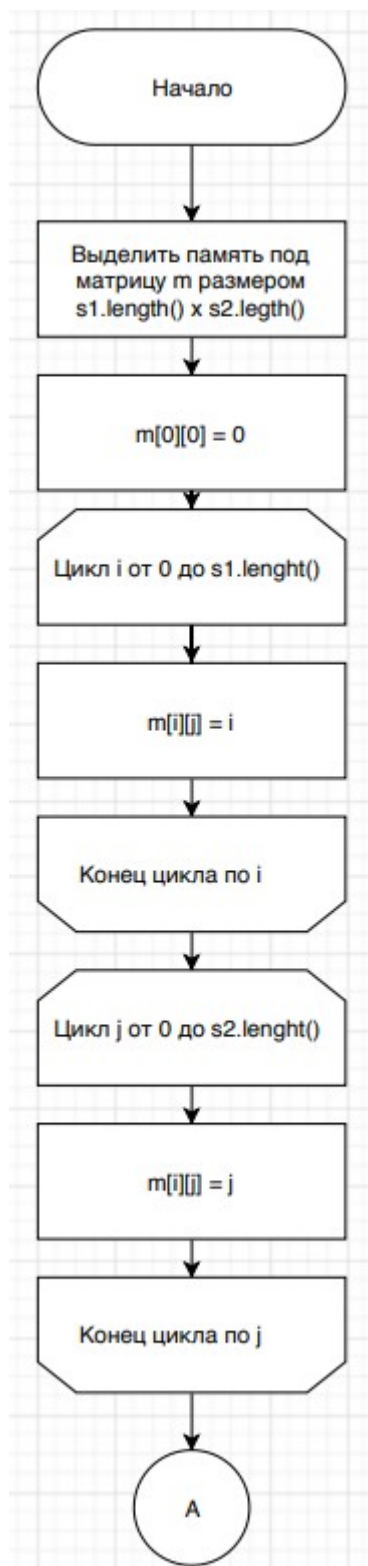 Начало
Выделить память под
матрицу m размером
s1.length() x s2.legth()
m[0][0] = 0
Цикл i от 0 до s1.lenght()
m[i][j] = i
Конец цикла по i
Цикл j от 0 до s2.lenght()
m[i][j] = j
Конец цикла по j
A